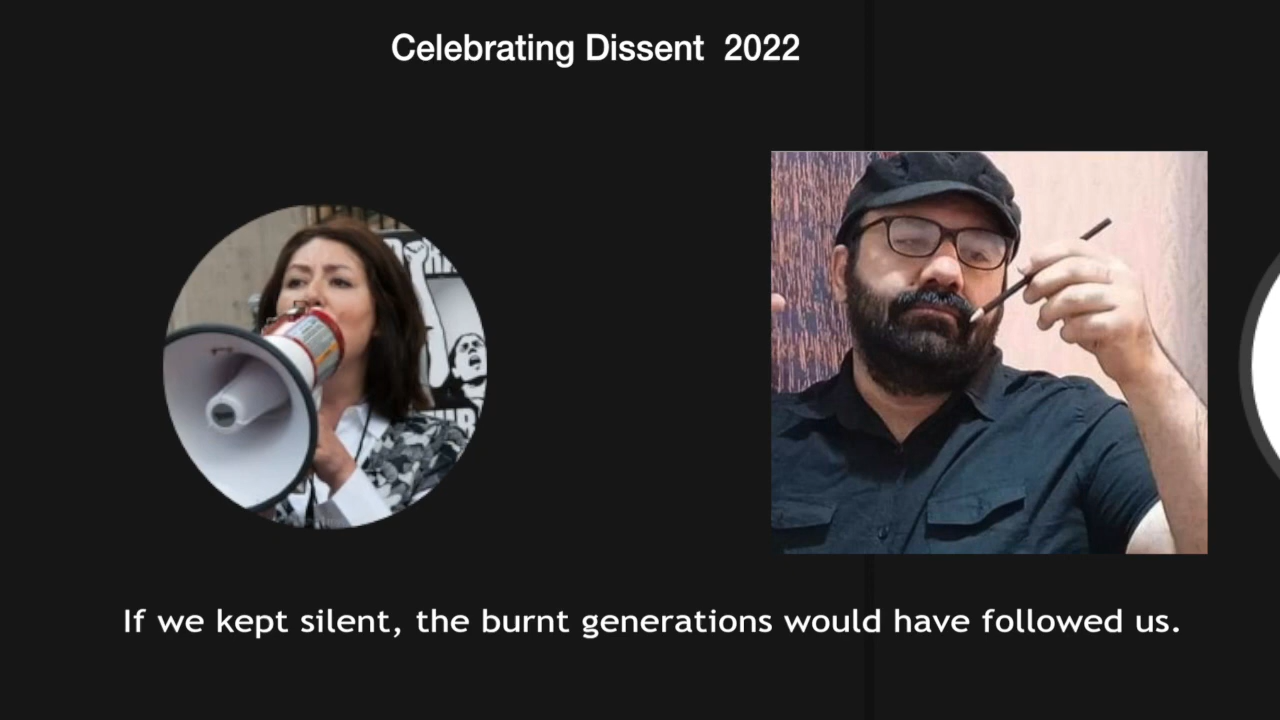 Celebrating Dissent 2022
If we kept silent, the burnt generations would have followed us.